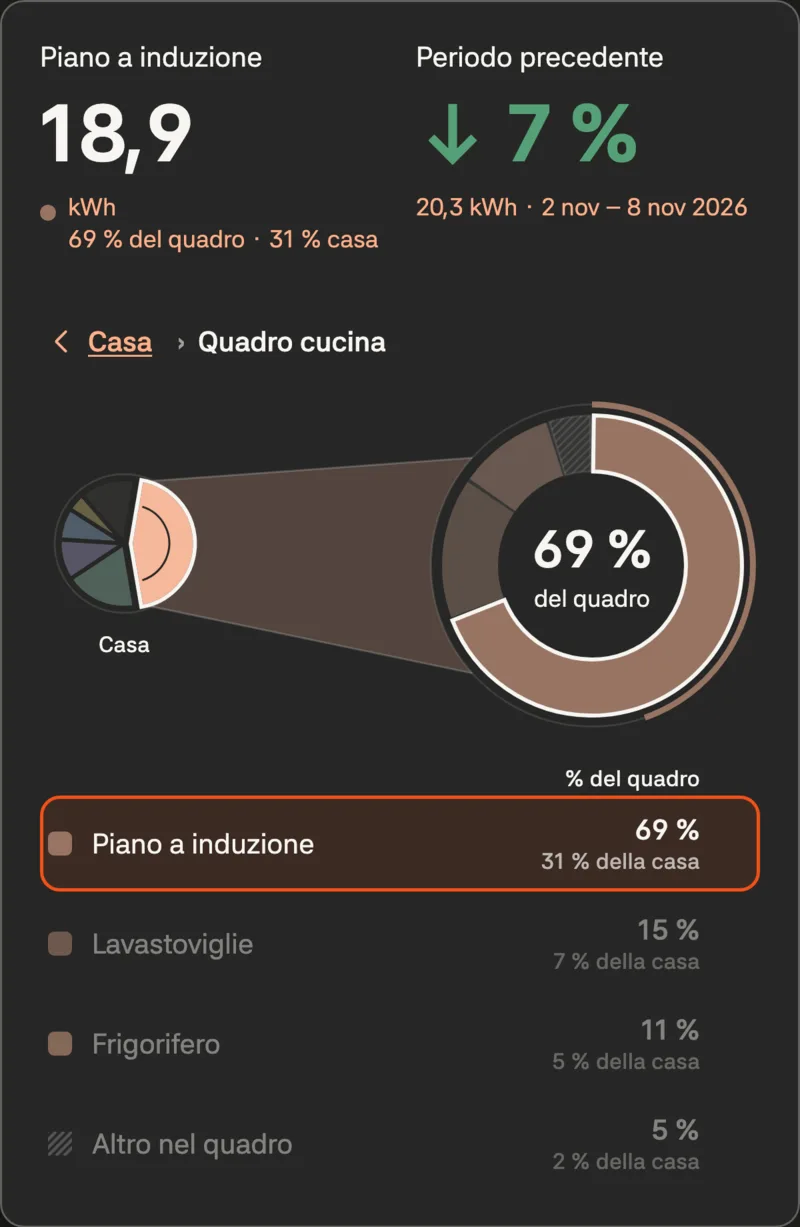 Piano a induzione
18,9
kWh
69 % del quadro · 31 % casa
Periodo precedente
↓ 7 %
20,3 kWh · 2 nov – 8 nov 2026
Casa › Quadro cucina
69 %
del quadro
Casa
% del quadro
Piano a induzione
69 %
31 % della casa
Lavastoviglie
15 %
7 % della casa
Frigorifero
11 %
5 % della casa
Altro nel quadro
5 %
2 % della casa